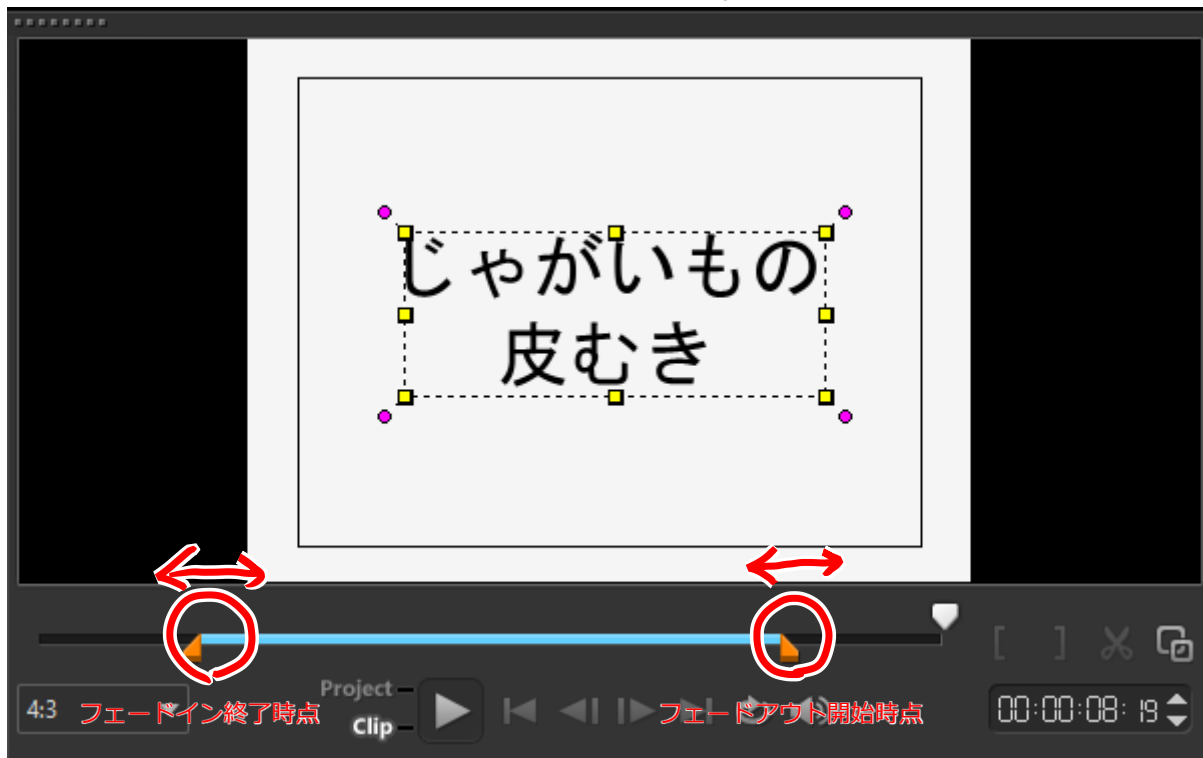 じゃがいもの
皮むき
[ ]
4:3
フェードイン終了時点
Project
Clip
フェードアウト開始時点
00:00:08:19